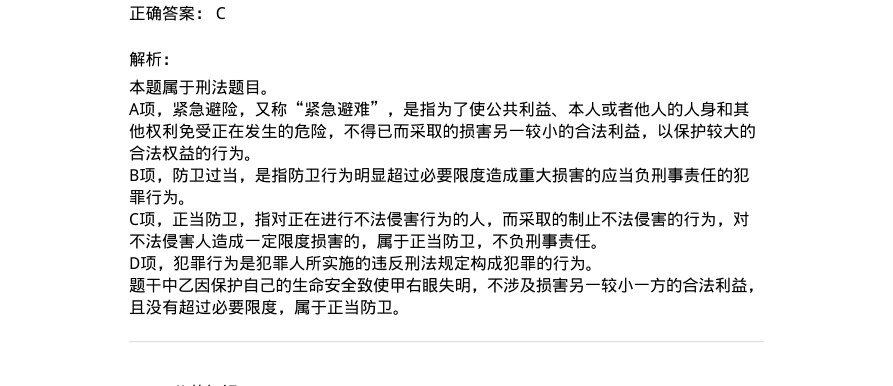 正确答案： C
解析：
本题属于刑法题目。
A项，紧急避险，又称“紧急避难”，是指为了使公共利益、本人或者他人的人身和其
他权利免受正在发生的危险，不得已而采取的损害另一较小的合法利益，以保护较大的
合法权益的行为。
B项，防卫过当，是指防卫行为明显超过必要限度造成重大损害的应当负刑事责任的犯
罪行为。
C项，正当防卫，指对正在进行不法侵害行为的人，而采取的制止不法侵害的行为，对
不法侵害人造成一定限度损害的，属于正当防卫，不负刑事责任。
D项，犯罪行为是犯罪人所实施的违反刑法规定构成犯罪的行为。
题干中乙因保护自己的生命安全致使甲右眼失明，不涉及损害另一较小一方的合法利益，
且没有超过必要限度，属于正当防卫。